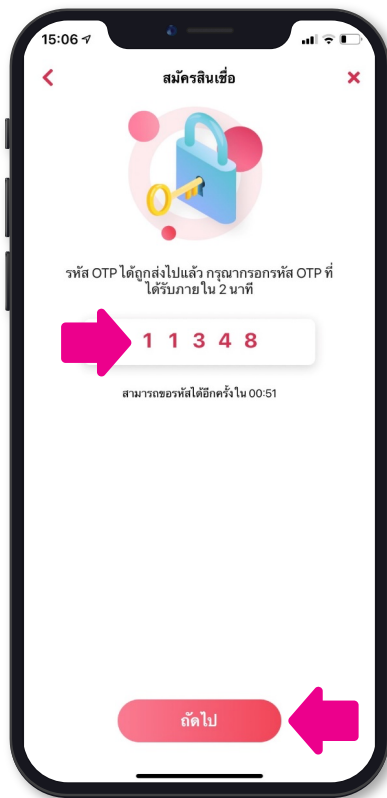 15:06
สมัครสินเชื่อ
รหัส OTP ได้ถูกส่งไปแล้ว กรุณากรอกรหัส OTP ที่
ได้รับภายใน 2 นาที
1 1 3 4 8
สามารถขอรหัสได้อีกครั้งใน 00:51
ถัดไป